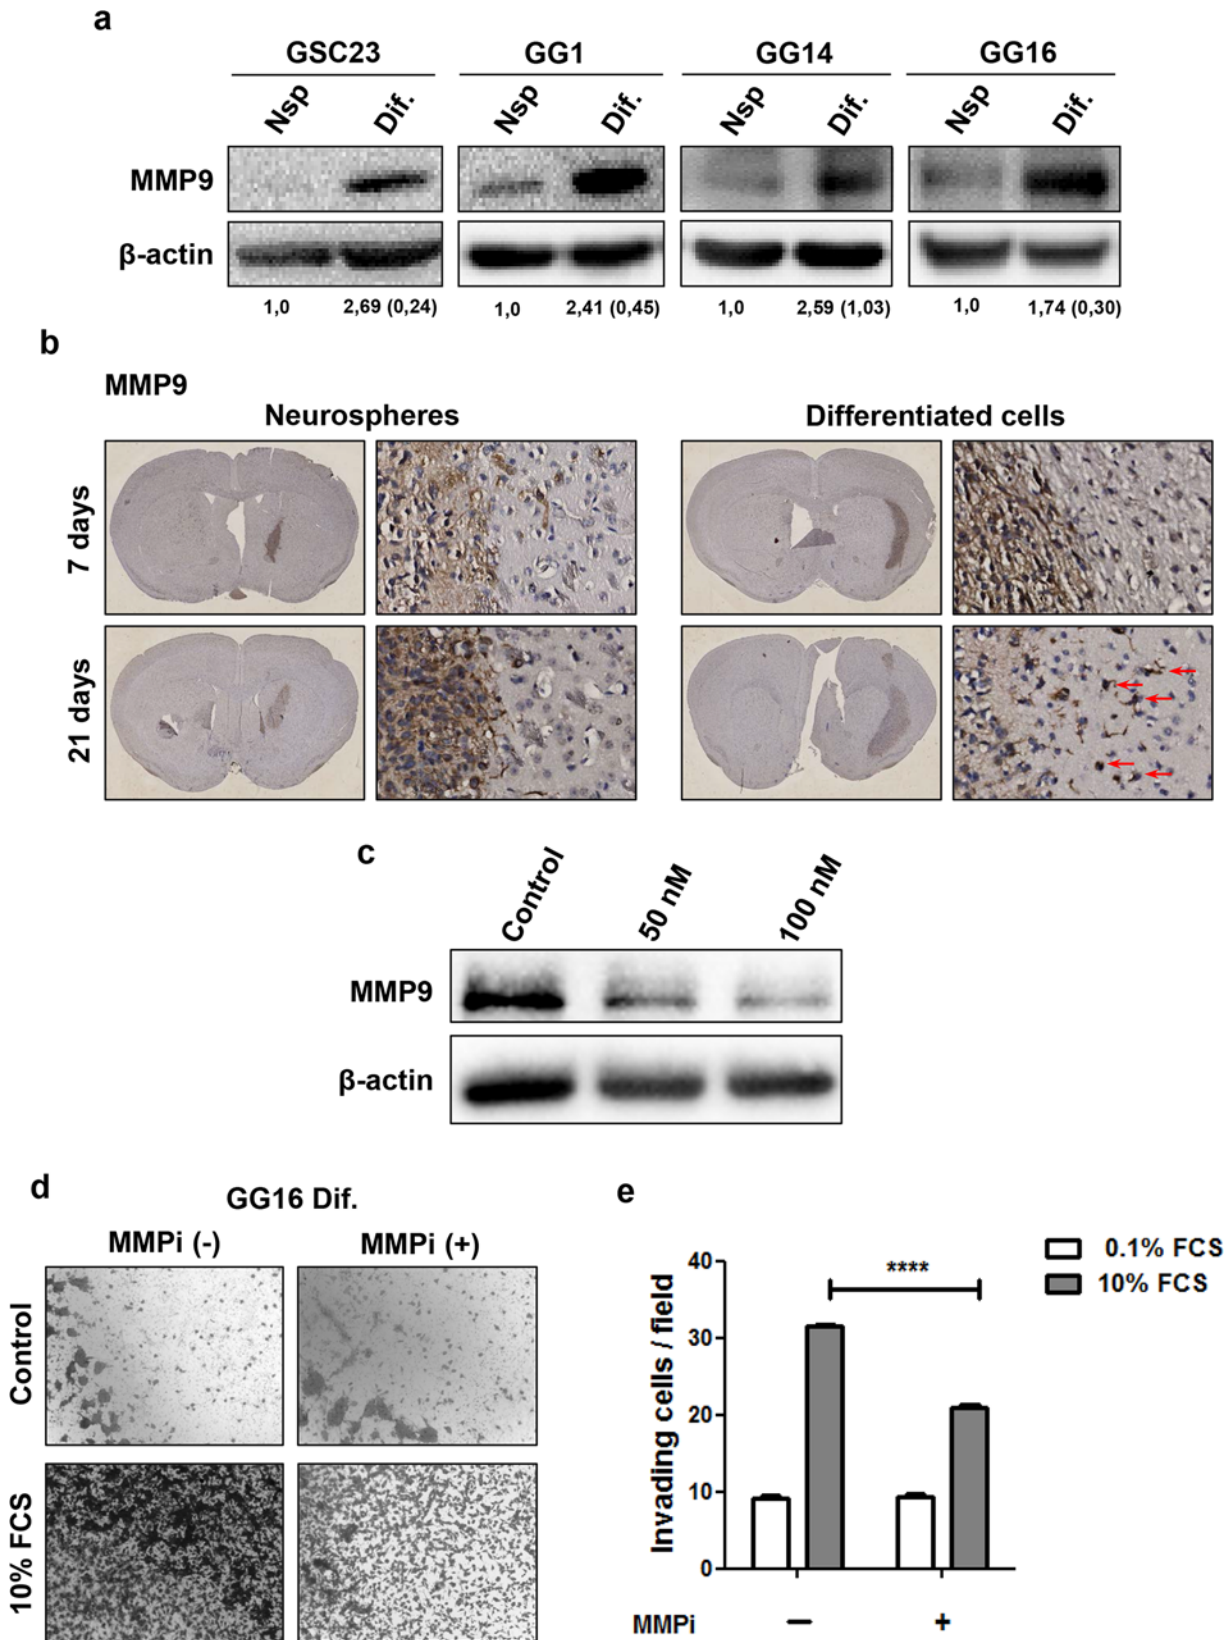 a
GSC23 GG1 GG14 GG16
Nsp Dif. Nsp Dif. Nsp Dif. Nsp Dif.
MMP9
β-actin
1,0 2,69 (0,24) 1,0 2,41 (0,45) 1,0 2,59 (1,03) 1,0 1,74 (0,30)
b
MMP9
Neurospheres Differentiated cells
7 days
21 days
c
Control 50 nM 100 nM
MMP9
β-actin
d
GG16 Dif.
MMPi (-) MMPi (+)
Control
10% FCS
e
0.1% FCS
10% FCS
****
Invading cells / field
40
30
20
10
0
MMPi − +